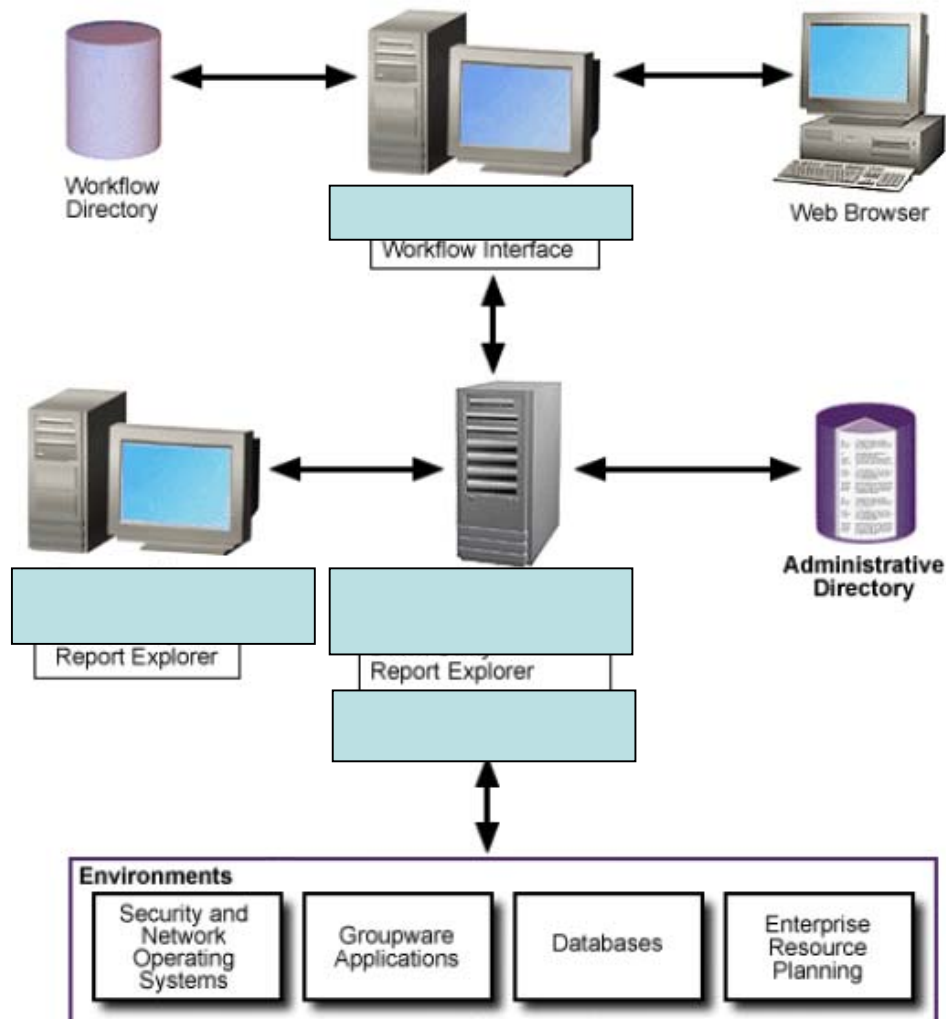 Workflow
Directory
Web Browser
Workflow Interface
Administrative
Directory
Report Explorer
Report Explorer
Environments
Security and
Network
Operating
Systems
Groupware
Applications
Databases
Enterprise
Resource
Planning